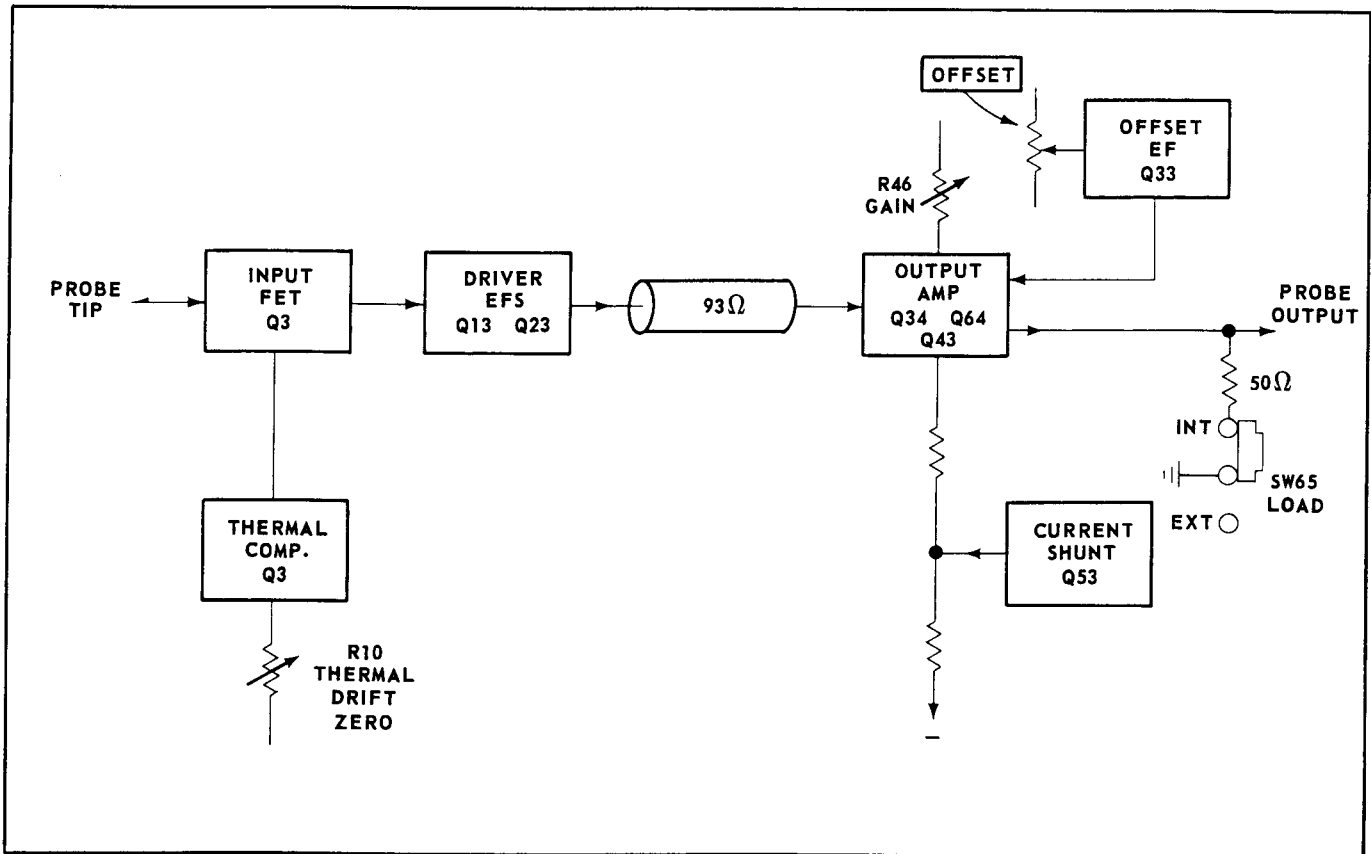 OFFSET
OFFSET
EF
Q33
R46
GAIN
PROBE
TIP
INPUT
FET
Q3
DRIVER
EFS
Q13 Q23
93Ω
OUTPUT
AMP
Q34 Q64
Q43
PROBE
OUTPUT
50Ω
INT
SW65
LOAD
EXT
THERMAL
COMP.
Q3
CURRENT
SHUNT
Q53
R10
THERMAL
DRIFT
ZERO
–